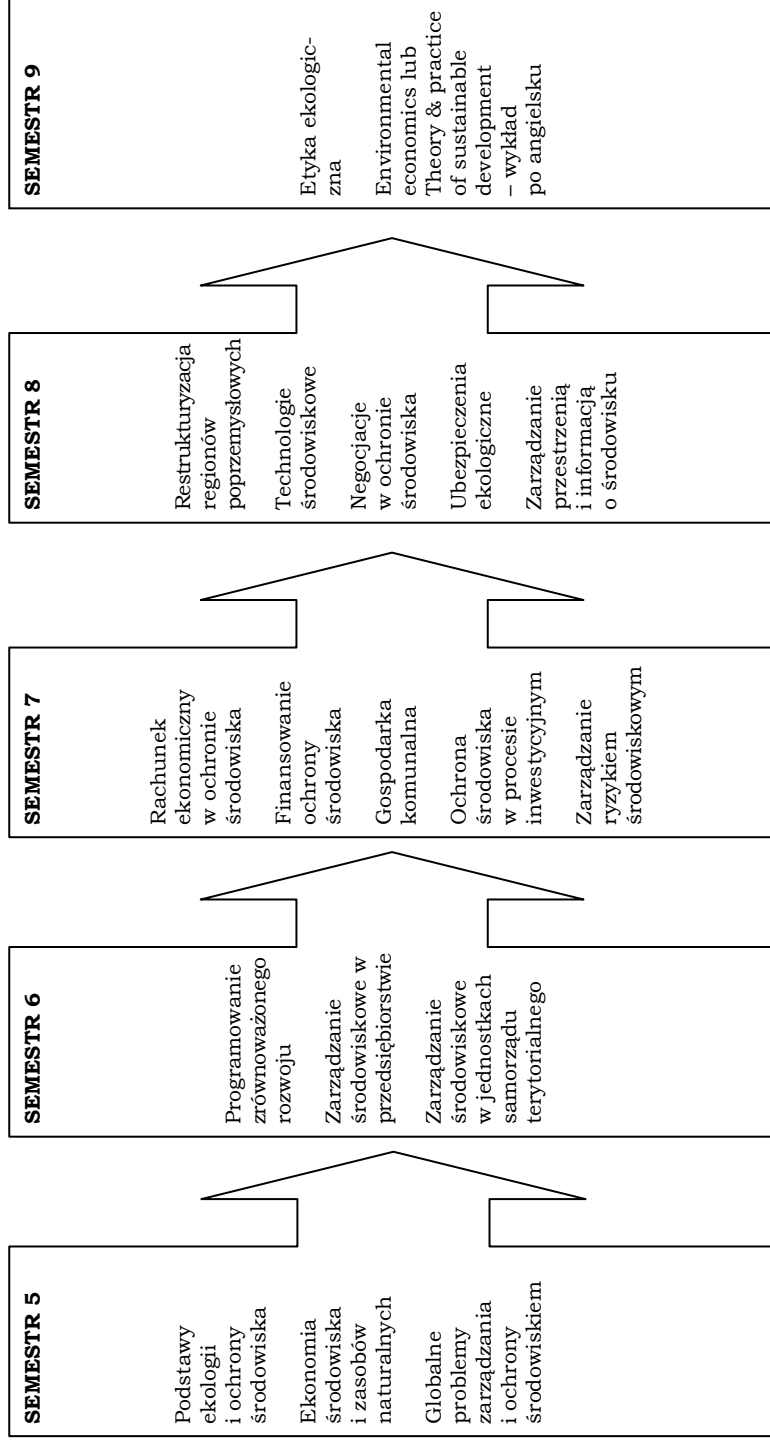 SEMESTR 5
Podstawy
ekologii
i ochrony
środowiska
Ekonomia
środowiska
i zasobów
naturalnych
Globalne
problemy
zarządzania
i ochrony
środowiskiem
SEMESTR 6
Programowanie
zrównoważonego
rozwoju
Zarządzanie
środowiskowe w
przedsiębiorstwie
Zarządzanie
środowiskowe
w jednostkach
samorządu
terytorialnego
SEMESTR 7
Rachunek
ekonomiczny
w ochronie
środowiska
Finansowanie
ochrony
środowiska
Gospodarka
komunalna
Ochrona
środowiska
w procesie
inwestycyjnym
Zarządzanie
ryzykiem
środowiskowym
SEMESTR 8
Restrukturyzacja
regionów
poprzemysłowych
Technologie
środowiskowe
Negocjacje
w ochronie
środowiska
Ubezpieczenia
ekologiczne
Zarządzanie
przestrzenią
i informacją
o środowisku
SEMESTR 9
Etyka ekologic-
zna
Environmental
economics lub
Theory & practice
of sustainable
development
– wykład
po angielsku